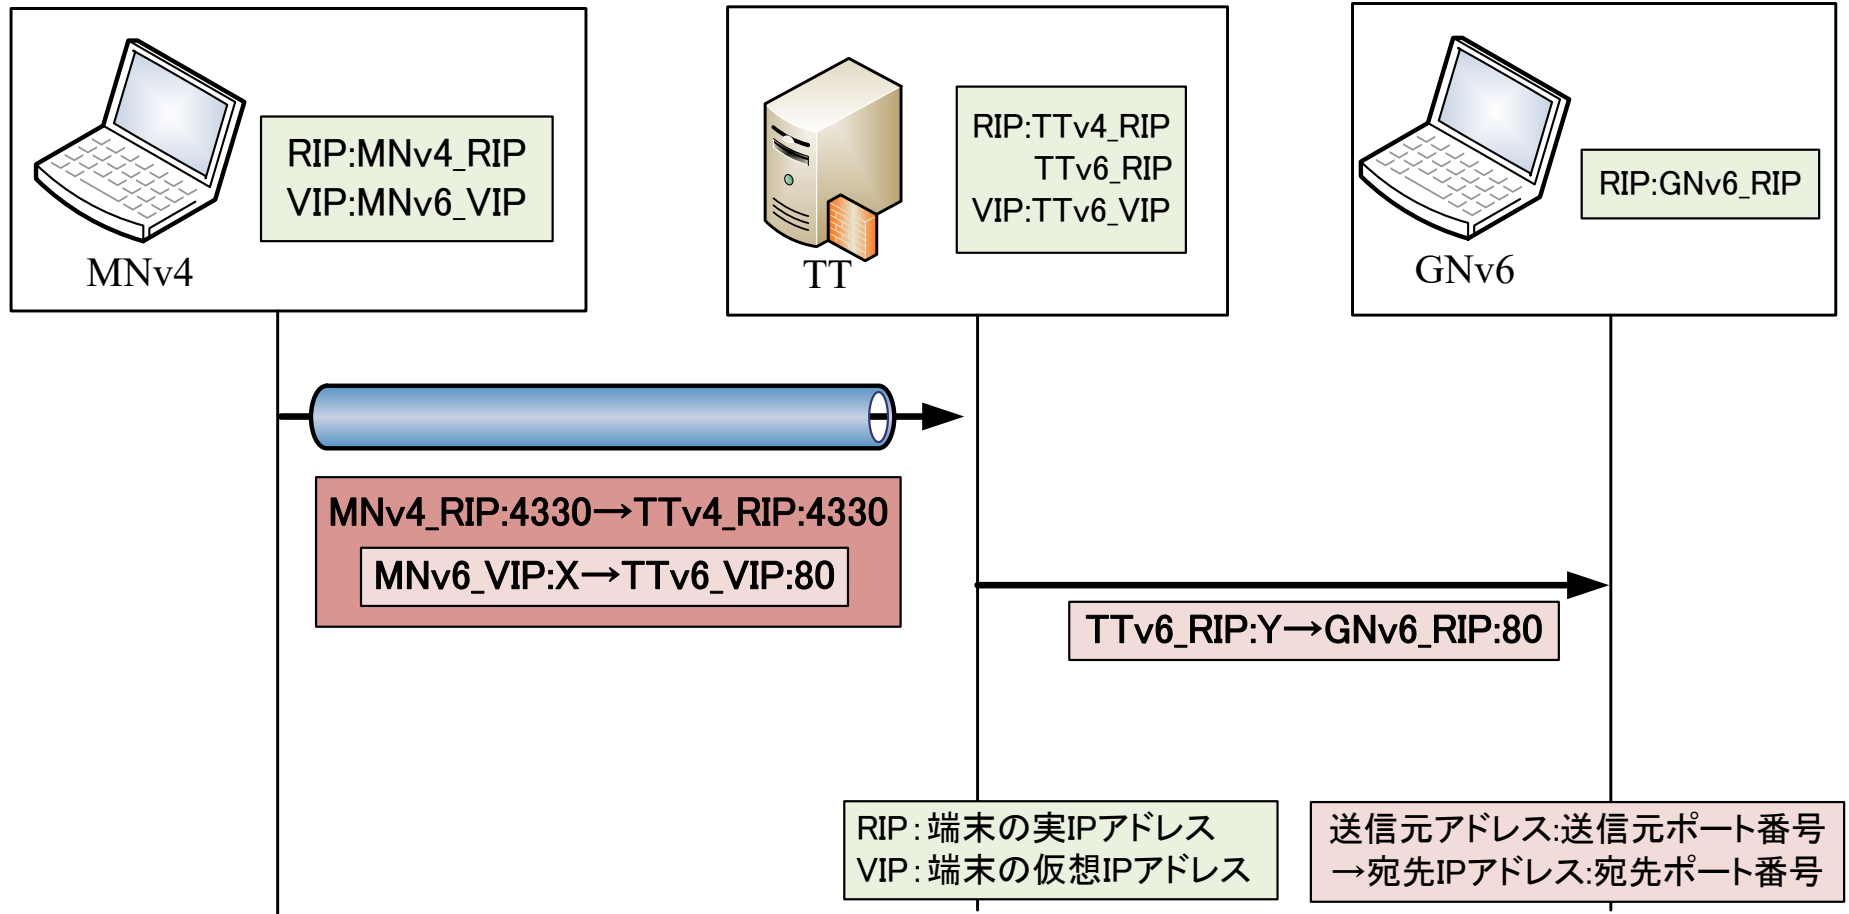 RIP:MNv4_RIP
VIP:MNv6_VIP
MNv4
RIP:TTv4_RIP
TTv6_RIP
VIP:TTv6_VIP
TT
RIP:GNv6_RIP
GNv6
MNv4_RIP:4330→TTv4_RIP:4330
MNv6_VIP:X→TTv6_VIP:80
TTv6_RIP:Y→GNv6_RIP:80
RIP:端末の実IPアドレス
VIP:端末の仮想IPアドレス
送信元アドレス:送信元ポート番号
→宛先IPアドレス:宛先ポート番号